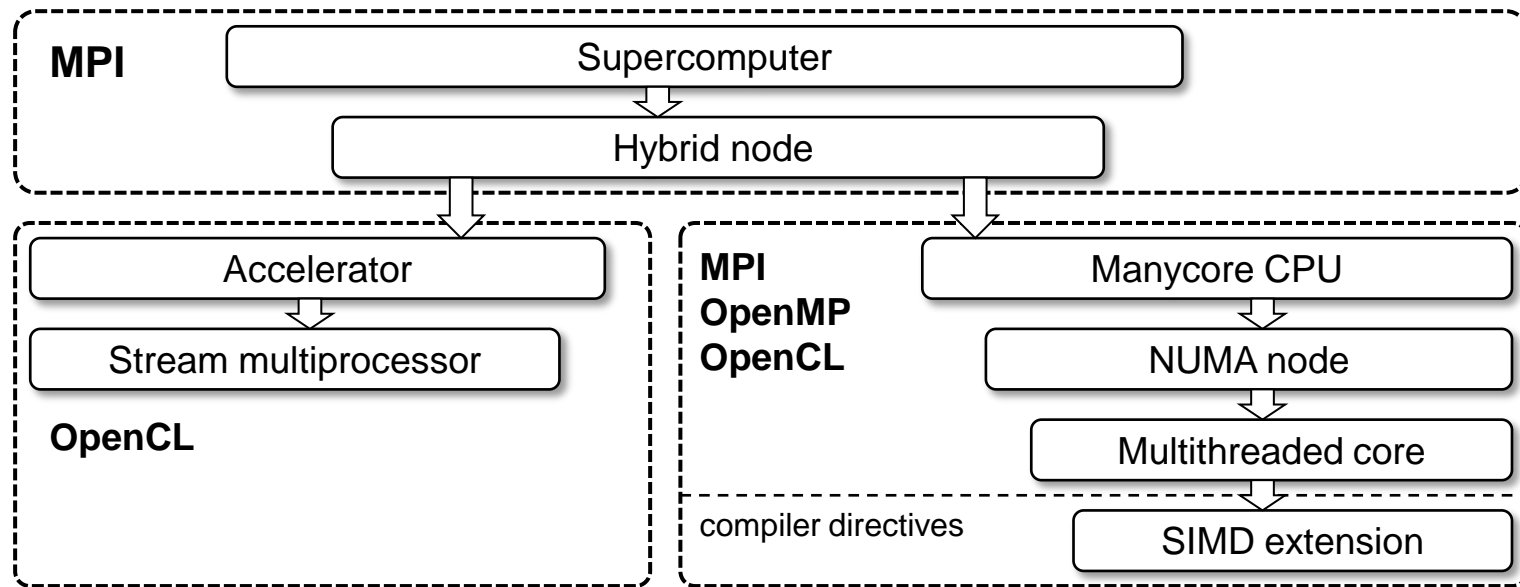 MPI
Supercomputer
Hybrid node
Accelerator
Stream multiprocessor
OpenCL
MPI
OpenMP
OpenCL
Manycore CPU
NUMA node
Multithreaded core
compiler directives
SIMD extension